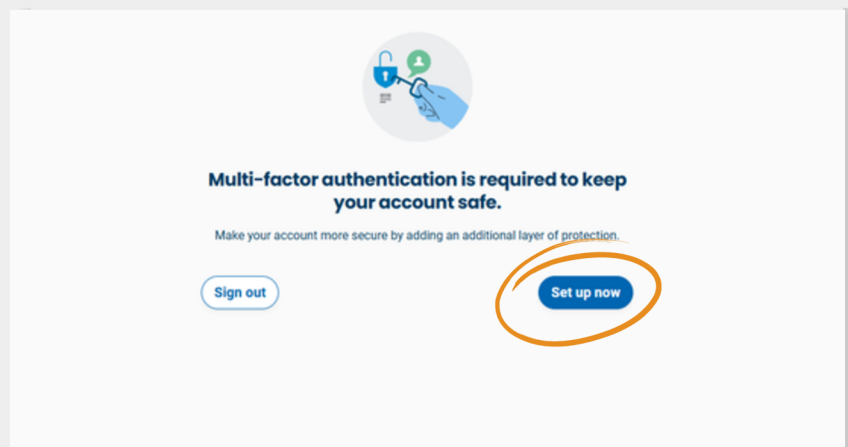 Multi-factor authentication is required to keep
your account safe.
Make your account more secure by adding an additional layer of protection.
Sign out
Set up now